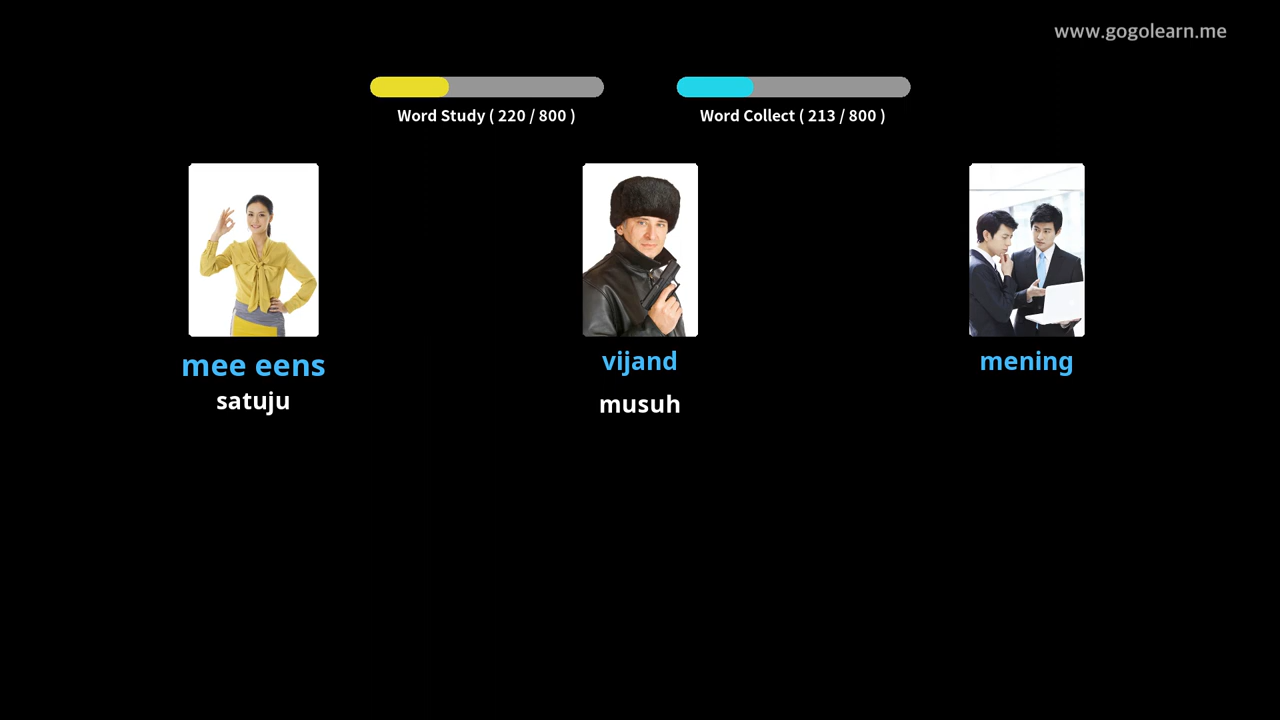 www.gogolearn.me
Word Study ( 220 / 800 )
Word Collect ( 213 / 800 )
mee eens
satuju
vijand
musuh
mening